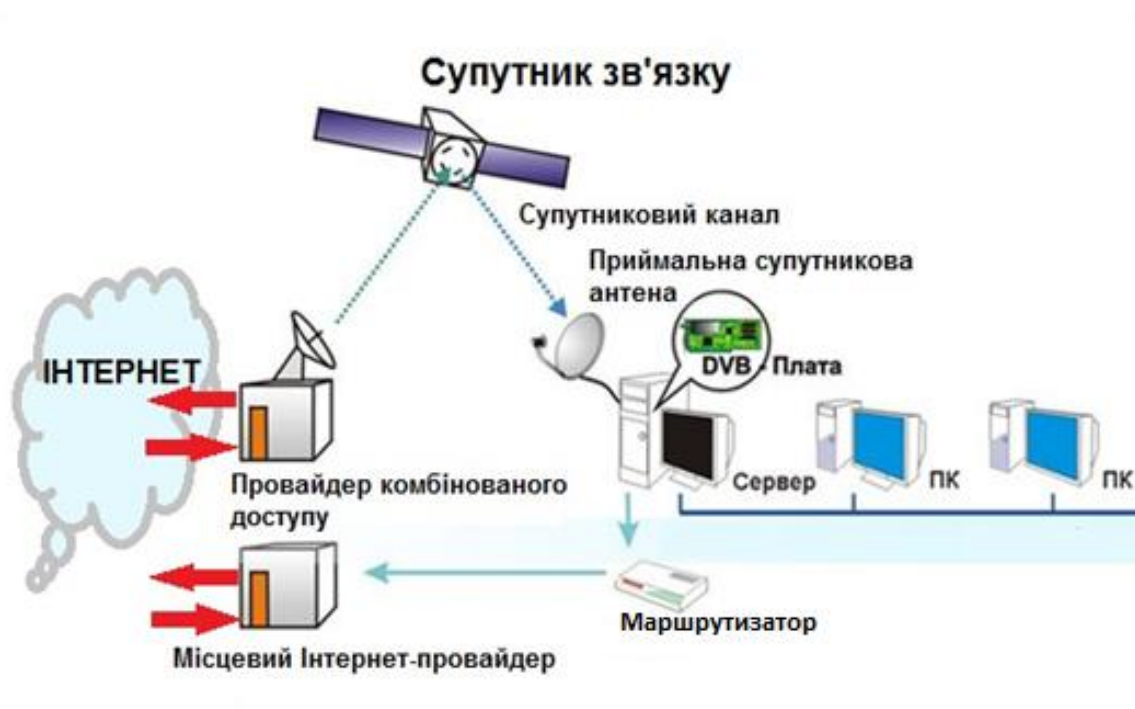 Супутник зв'язку
Супутниковий канал
Приймальна супутникова
антена
ІНТЕРНЕТ
DVB - Плата
Провайдер комбінованого
доступу
Сервер
ПК
ПК
Маршрутизатор
Місцевий Інтернет-провайдер